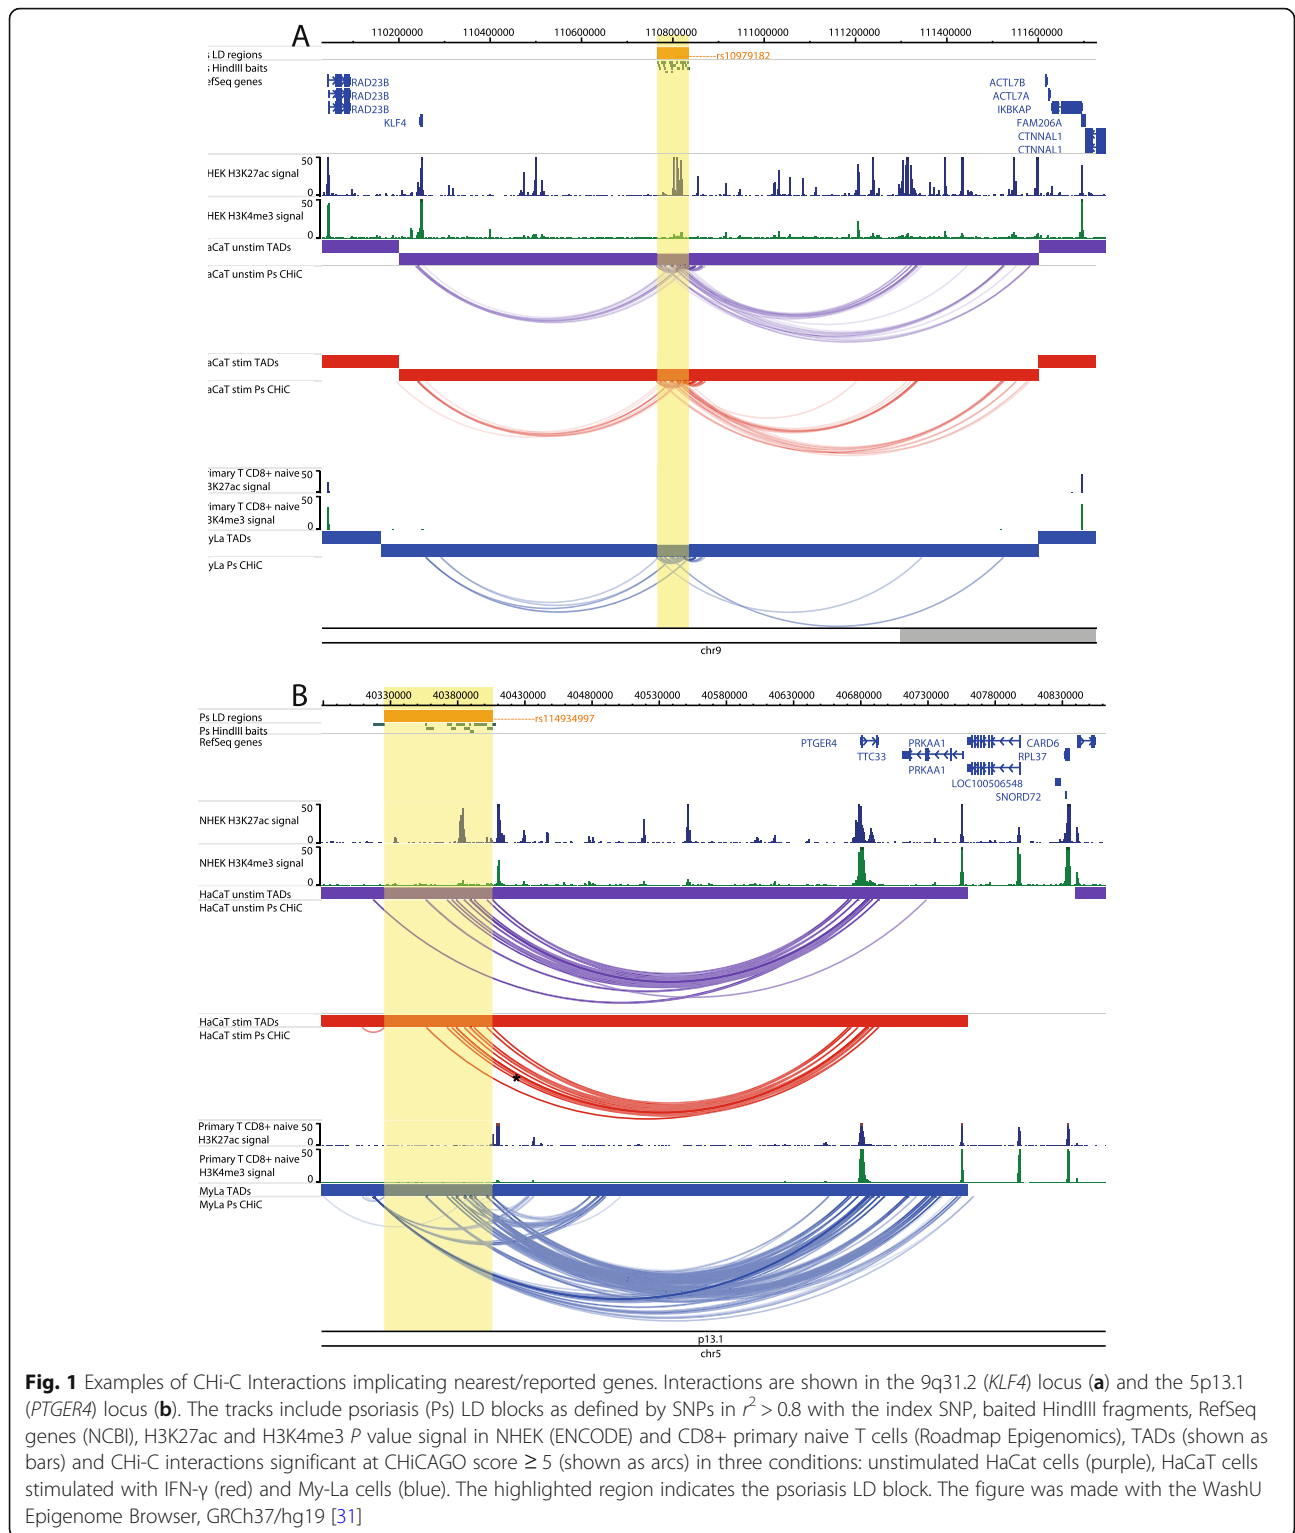 A
110200000 110400000 110600000 110800000 111000000 111200000 111400000 111600000
LD regions
rs10979182
HindIII baits
efSeq genes
RAD23B
RAD23B
RAD23B
KLF4
ACTL7B
ACTL7A
IKBKAP
FAM206A
CTNNAL1
CTNNAL1
50
HEK H3K27ac signal
0
50
HEK H3K4me3 signal
0
aCaT unstim TADs
aCaT unstim Ps CHiC
aCaT stim TADs
aCaT stim Ps CHiC
imary T CD8+ naive 50
3K27ac signal
0
imary T CD8+ naive 50
3K4me3 signal
0
yLa TADs
yLa Ps CHiC
chr9
B
40330000 40380000 40430000 40480000 40530000 40580000 40630000 40680000 40730000 40780000 40830000
Ps LD regions
rs114934997
Ps HindIII baits
RefSeq genes
PTGER4 PRKAA1 CARD6
TTC33 RPL37
PRKAA1
LOC100506548
SNORD72
50
NHEK H3K27ac signal
0
50
NHEK H3K4me3 signal
0
HaCaT unstim TADs
HaCaT unstim Ps CHiC
HaCaT stim TADs
HaCaT stim Ps CHiC
*
Primary T CD8+ naive 50
H3K27ac signal
0
Primary T CD8+ naive 50
H3K4me3 signal
0
MyLa TADs
MyLa Ps CHiC
p13.1
chr5
Fig. 1 Examples of CHi-C Interactions implicating nearest/reported genes. Interactions are shown in the 9q31.2 (KLF4) locus (a) and the 5p13.1
(PTGER4) locus (b). The tracks include psoriasis (Ps) LD blocks as defined by SNPs in r2 > 0.8 with the index SNP, baited HindIII fragments, RefSeq
genes (NCBI), H3K27ac and H3K4me3 P value signal in NHEK (ENCODE) and CD8+ primary naive T cells (Roadmap Epigenomics), TADs (shown as
bars) and CHi-C interactions significant at CHiCAGO score ≥ 5 (shown as arcs) in three conditions: unstimulated HaCat cells (purple), HaCaT cells
stimulated with IFN-γ (red) and My-La cells (blue). The highlighted region indicates the psoriasis LD block. The figure was made with the WashU
Epigenome Browser, GRCh37/hg19 [31]